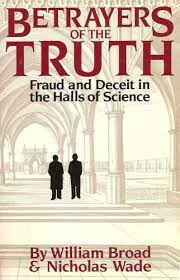 BETRAYERS
OF THE
TRUTH
Fraud and Deceit in
the Halls of Science
By William Broad
& Nicholas Wade